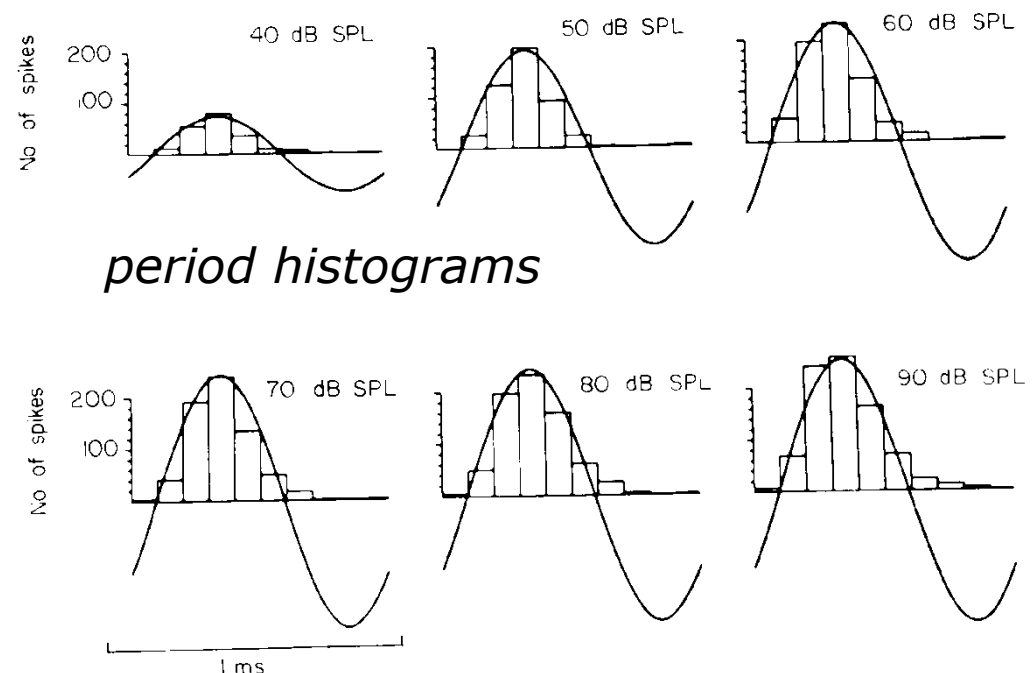 40 dB SPL
50 dB SPL
60 dB SPL
No of spikes
200
100
period histograms
70 dB SPL
80 dB SPL
90 dB SPL
No of spikes
200
100
1 ms